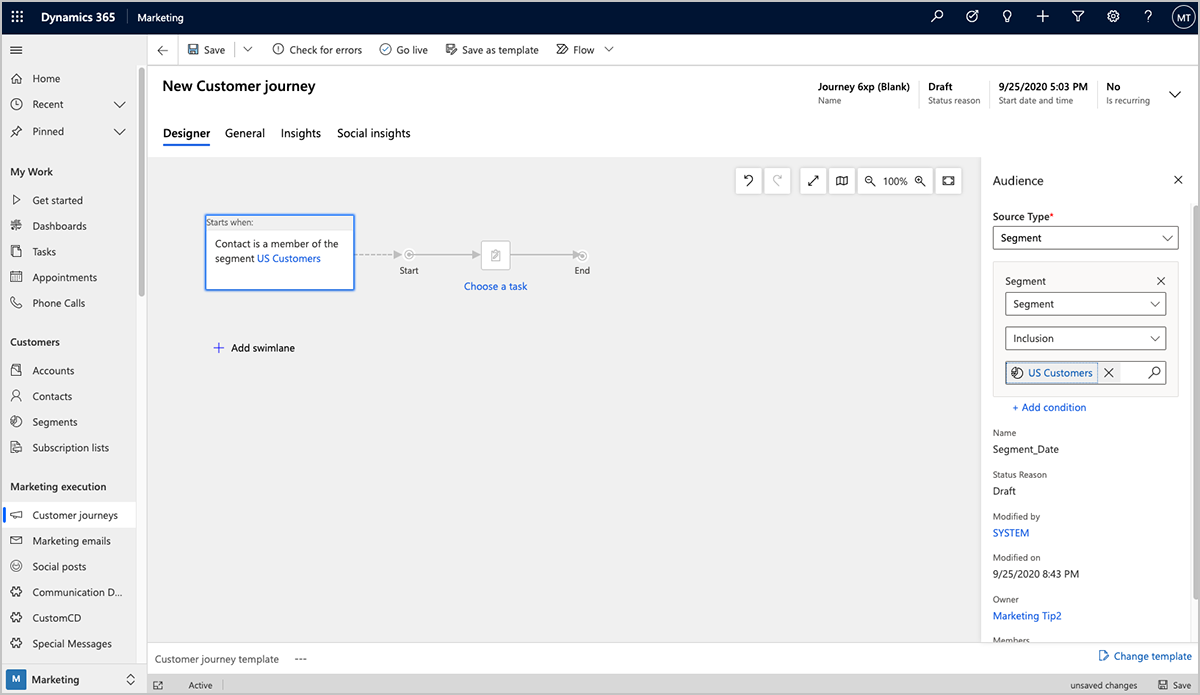 Dynamics 365
Marketing
MT
Save
Check for errors
Go live
Save as template
Flow
Home
Recent
Pinned
My Work
Get started
Dashboards
Tasks
Appointments
Phone Calls
Customers
Accounts
Contacts
Segments
Subscription lists
Marketing execution
Customer journeys
Marketing emails
Social posts
Communication D...
CustomCD
Special Messages
M
Marketing
New Customer journey
Journey 6xp (Blank)
Name
Draft
Status reason
9/25/2020 5:03 PM
Start date and time
No
Is recurring
Designer
General
Insights
Social insights
100%
Starts when:
Contact is a member of the
segment US Customers
Start
Choose a task
End
Add swimlane
Audience
Source Type*
Segment
Segment
Segment
Inclusion
US Customers
+ Add condition
Name
Segment_Date
Status Reason
Draft
Modified by
SYSTEM
Modified on
9/25/2020 8:43 PM
Owner
Marketing Tip2
Members
Customer journey template
---
Change template
Active
unsaved changes
Save